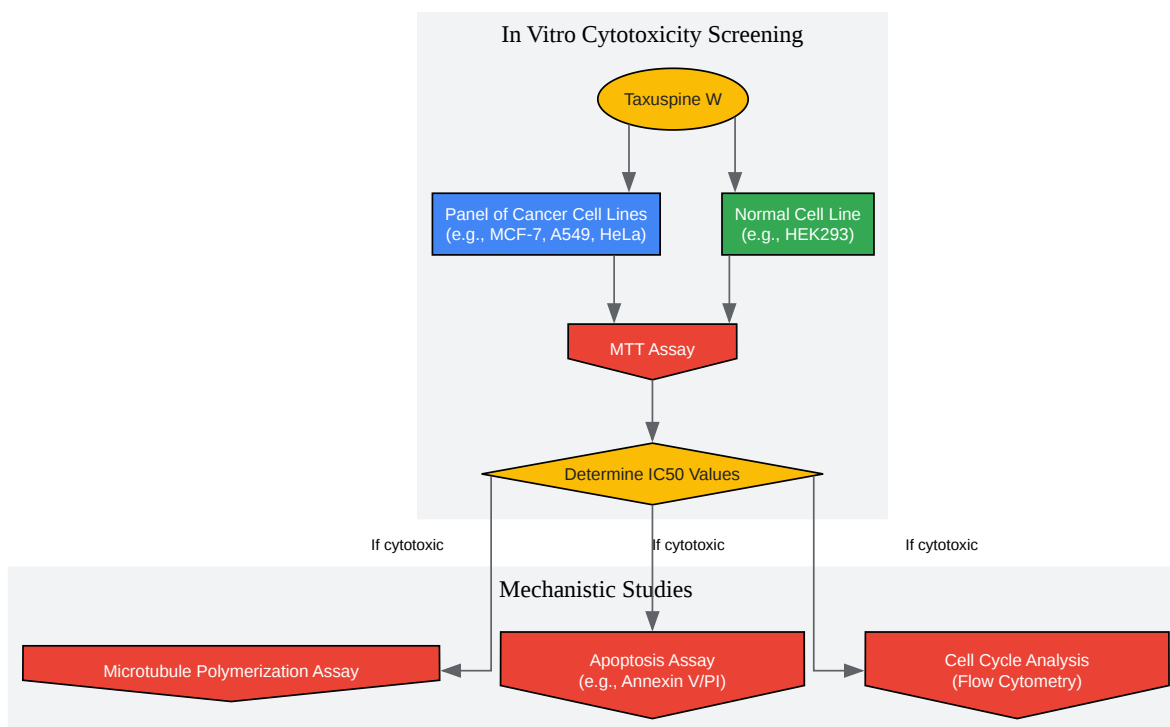 In Vitro Cytotoxicity Screening
Taxuspine W
Panel of Cancer Cell Lines
(e.g., MCF-7, A549, HeLa)
Normal Cell Line
(e.g., HEK293)
MTT Assay
Determine IC50 Values
If cytotoxic
If cytotoxic
If cytotoxic
Mechanistic Studies
Microtubule Polymerization Assay
Apoptosis Assay
(e.g., Annexin V/PI)
Cell Cycle Analysis
(Flow Cytometry)